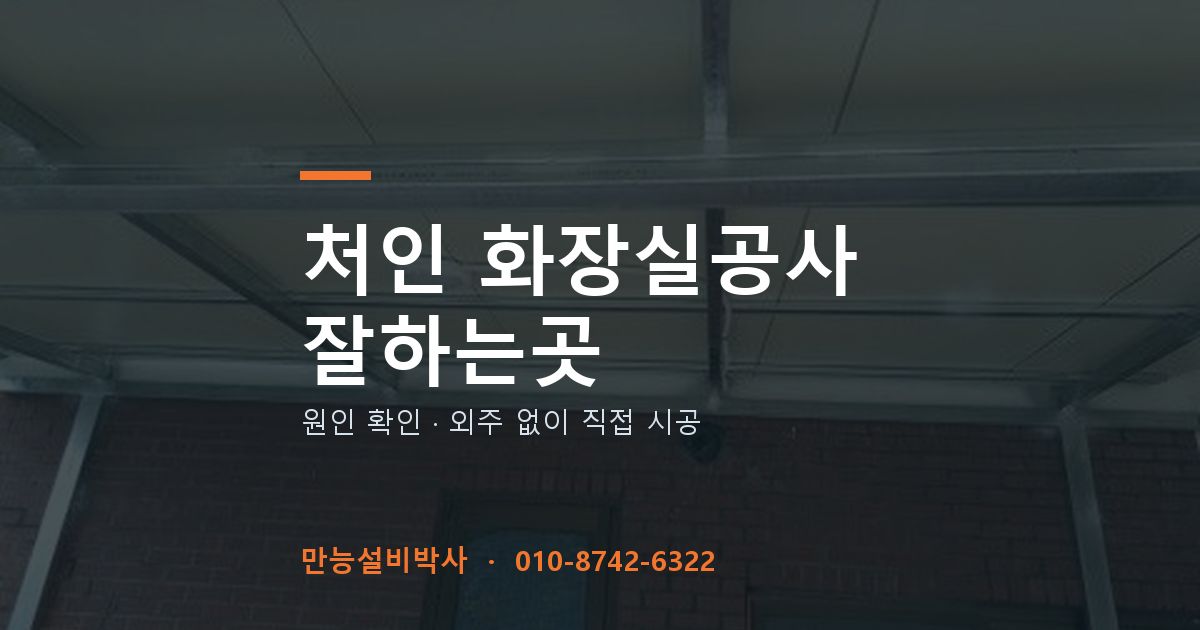 처인 화장실공사
잘하는곳
원인 확인 · 외주 없이 직접 시공
만능설비박사 · 010-8742-6322